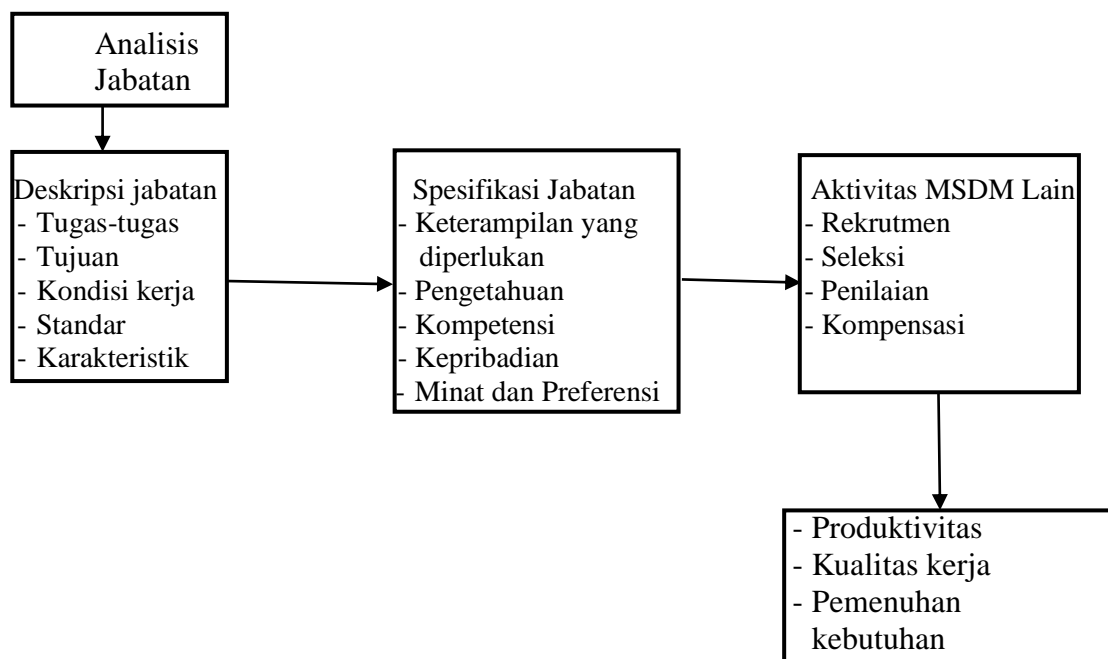 Analisis
Jabatan
Deskripsi jabatan
- Tugas-tugas
- Tujuan
- Kondisi kerja
- Standar
- Karakteristik
Spesifikasi Jabatan
- Keterampilan yang
diperlukan
- Pengetahuan
- Kompetensi
- Kepribadian
- Minat dan Preferensi
Aktivitas MSDM Lain
- Rekrutmen
- Seleksi
- Penilaian
- Kompensasi
- Produktivitas
- Kualitas kerja
- Pemenuhan
kebutuhan